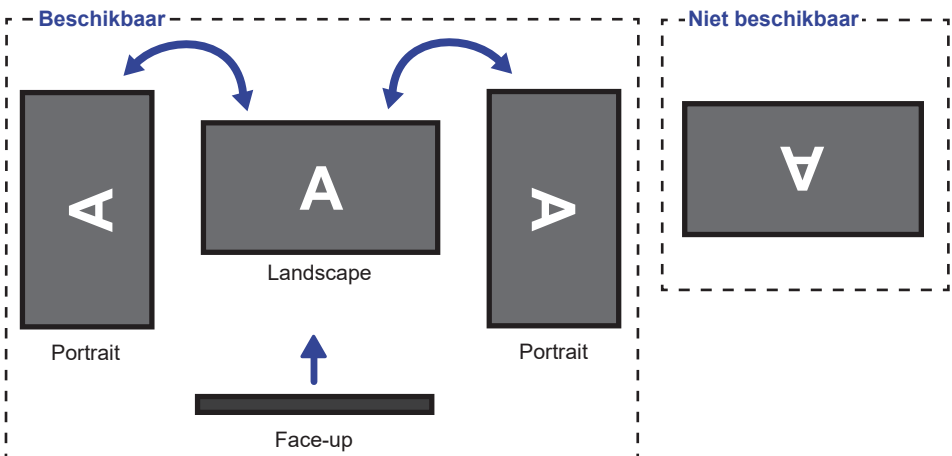 Beschikbaar
Niet beschikbaar
A
A
A
A
Landscape
Portrait
Portrait
Face-up